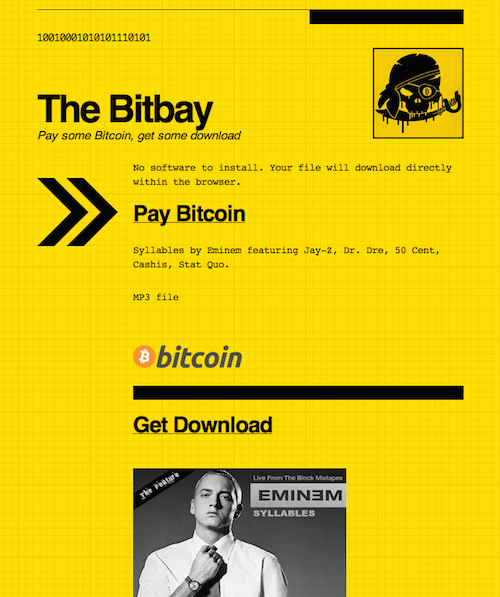 10010001010101110101
The Bitbay
Pay some Bitcoin, get some download
No software to install. Your file will download directly
within the browser.
Pay Bitcoin
Syllables by Eminem featuring Jay-Z, Dr. Dre, 50 Cent,
Cashis, Stat Quo.
MP3 file
bitcoin
Get Download
The Feature
Live From The Block Mixtapes
EMINƎM
SYLLABLES